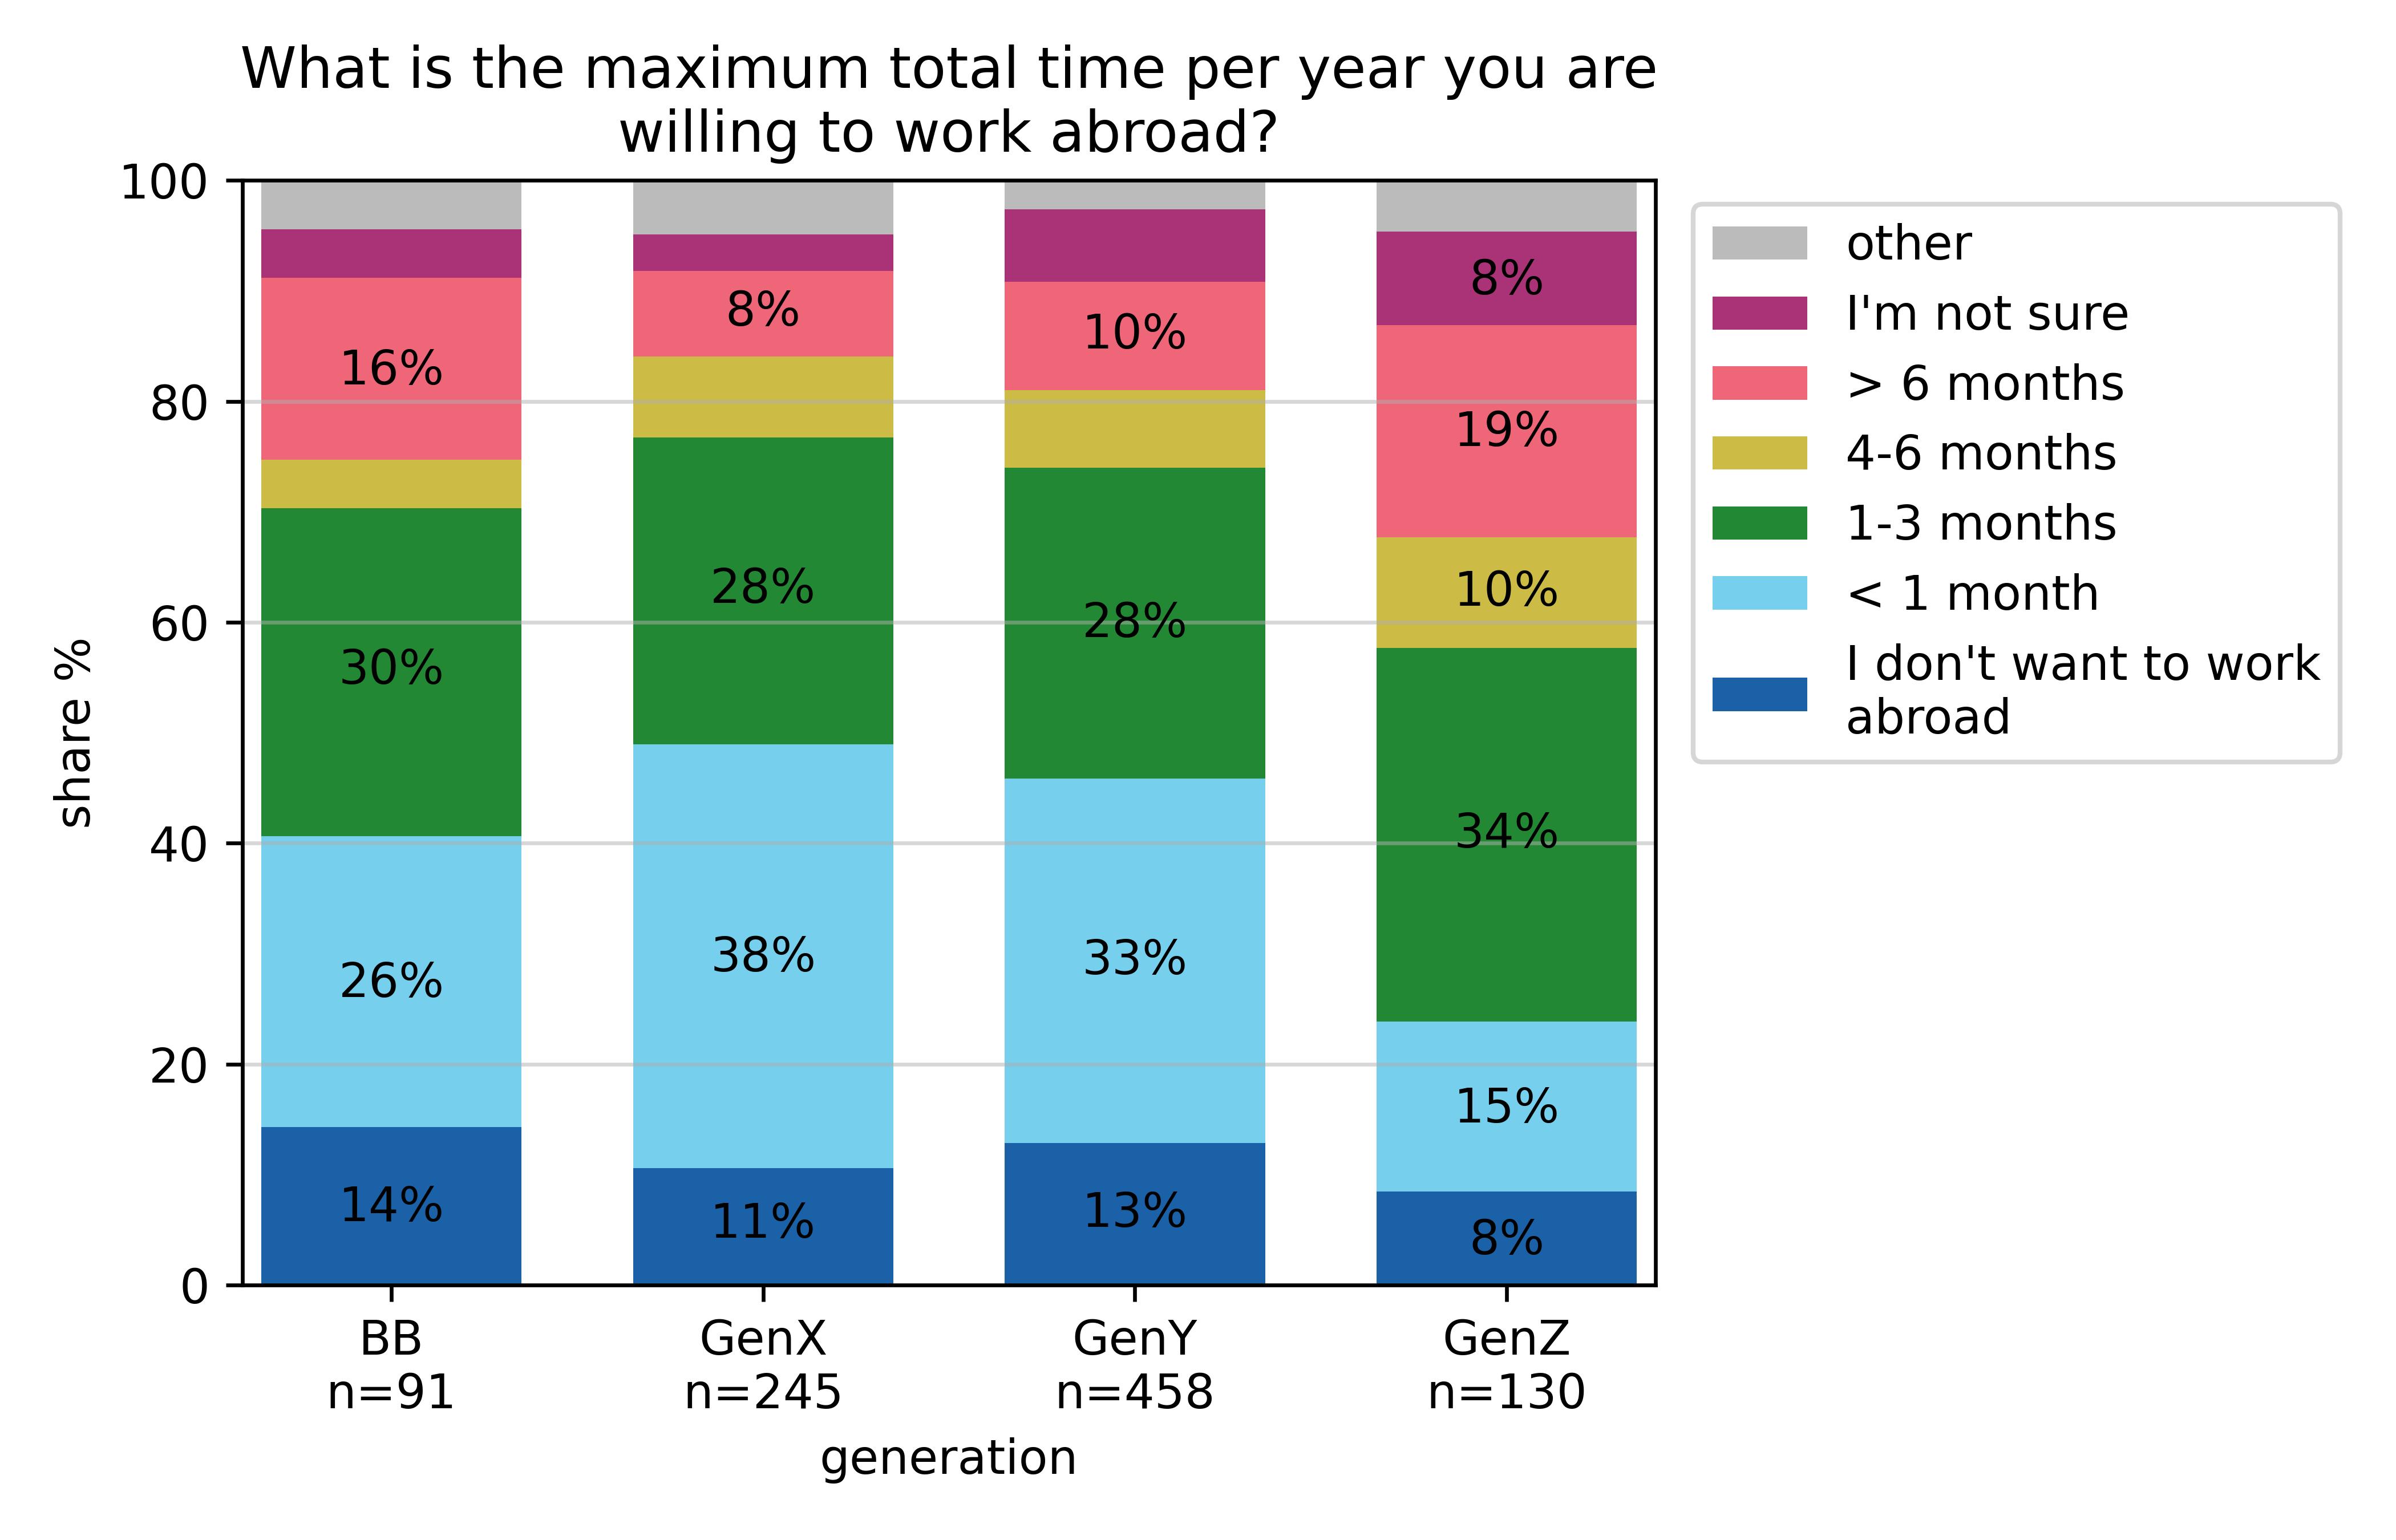 What is the maximum total time per year you are
willing to work abroad?
share %
100
80
60
40
20
0
16%
30%
26%
14%
8%
28%
38%
11%
10%
28%
33%
13%
8%
19%
10%
34%
15%
8%
BB
n=91
GenX
n=245
GenY
n=458
GenZ
n=130
generation
other
I'm not sure
> 6 months
4-6 months
1-3 months
< 1 month
I don't want to work
abroad